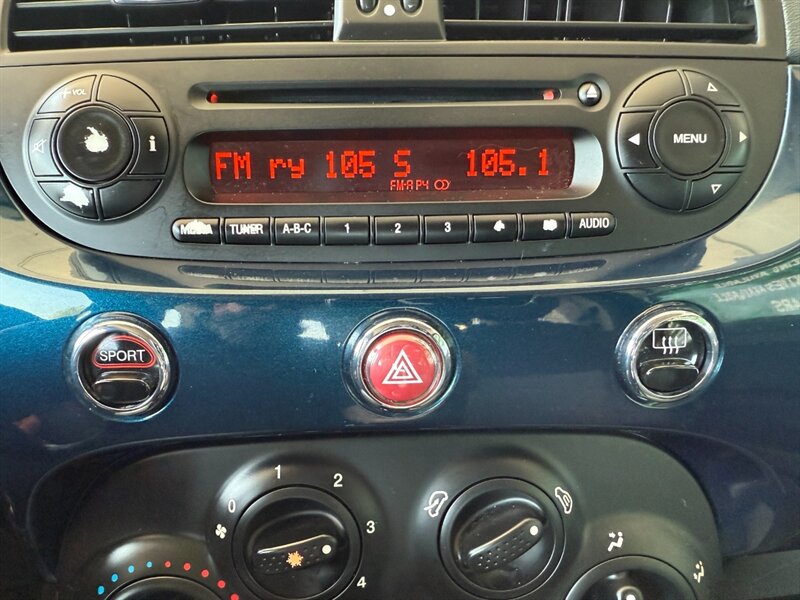 VOL
i
MENU
FM ry 105 S 105.1
FM-A P4
MEDIA TUNER A-B-C 1 2 3 AUDIO
SPORT
0 1 2 3 4